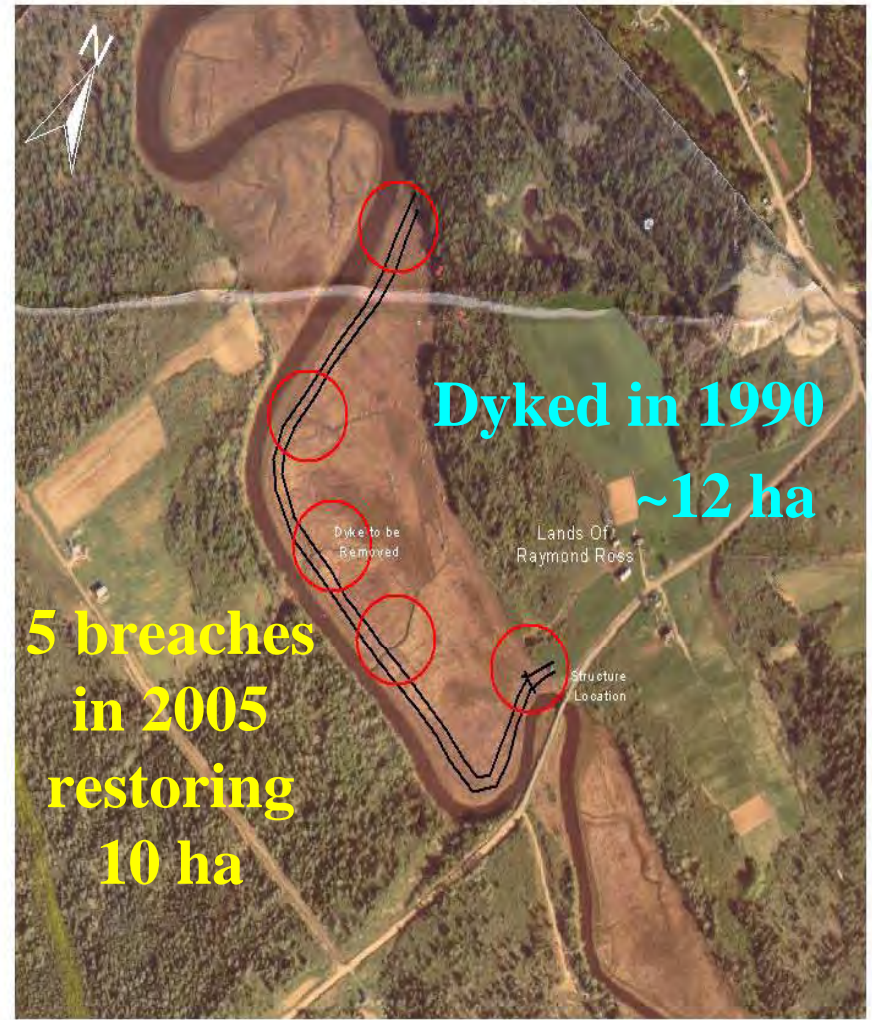 N
Dyked in 1990
~12 ha
Dyke to be
Removed
Lands Of
Raymond Ross
5 breaches
in 2005
restoring
10 ha
Structure
Location